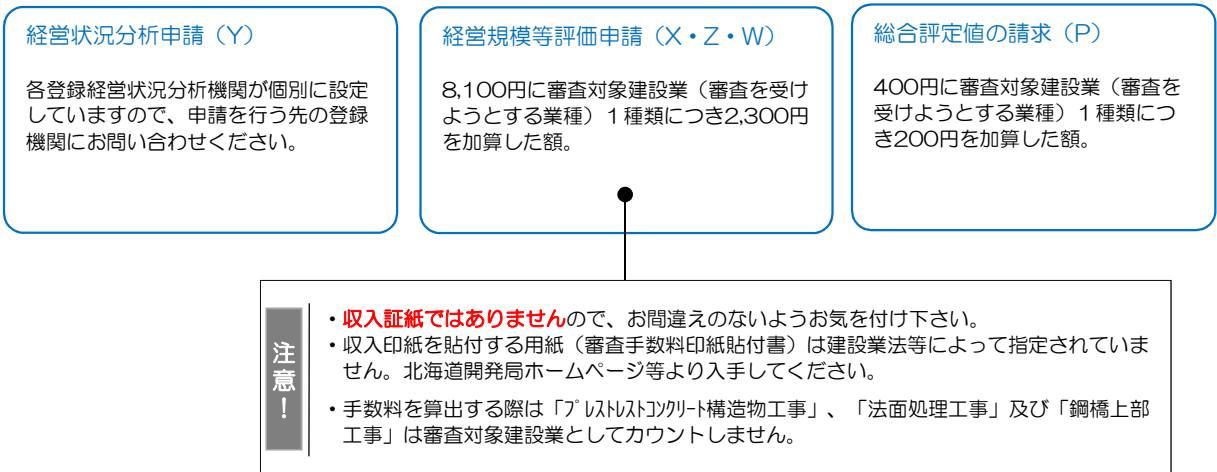 経営状況分析申請（Y）
各登録経営状況分析機関が個別に設定
していますので、申請を行う先の登録
機関にお問い合わせください。
経営規模等評価申請（X・Z・W）
8,100円に審査対象建設業（審査を受け
ようとする業種）１種類につき2,300円
を加算した額。
総合評定値の請求（P）
400円に審査対象建設業（審査を
受けようとする業種）１種類につ
き200円を加算した額。
注意！
・収入証紙ではありませんので、お間違えのないようお気を付け下さい。
・収入印紙を貼付する用紙（審査手数料印紙貼付書）は建設業法等によって指定されていま
せん。北海道開発局ホームページ等より入手してください。
・手数料を算出する際は「ﾌﾟﾚｽﾄﾚｽﾄｺﾝｸﾘｰﾄ構造物工事」、「法面処理工事」及び「鋼橋上部
工事」は審査対象建設業としてカウントしません。